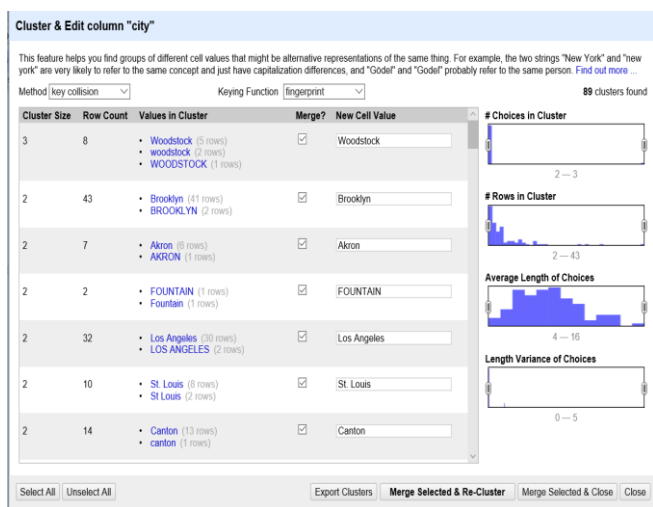 Cluster & Edit column "city"
This feature helps you find groups of different cell values that might be alternative representations of the same thing. For example, the two strings "New York" and "new
york" are very likely to refer to the same concept and just have capitalization differences, and "Gödel" and "Godel" probably refer to the same person. Find out more ...
Method key collision Keying Function fingerprint 89 clusters found
Cluster Size Row Count Values in Cluster Merge? New Cell Value # Choices in Cluster
3 8 • Woodstock (5 rows) Woodstock
• woodstock (2 rows)
• WOODSTOCK (1 rows)
2 — 3
2 43 • Brooklyn (41 rows) Brooklyn # Rows in Cluster
• BROOKLYN (2 rows)
2 7 • Akron (6 rows) Akron
• AKRON (1 rows)
2 — 43
Average Length of Choices
2 2 • FOUNTAIN (1 rows) FOUNTAIN
• Fountain (1 rows)
2 32 • Los Angeles (30 rows) Los Angeles 4 — 16
• LOS ANGELES (2 rows)
Length Variance of Choices
2 10 • St. Louis (8 rows) St. Louis
• St Louis (2 rows)
0 — 5
2 14 • Canton (13 rows) Canton
• canton (1 rows)
Select All Unselect All Export Clusters Merge Selected & Re-Cluster Merge Selected & Close Close